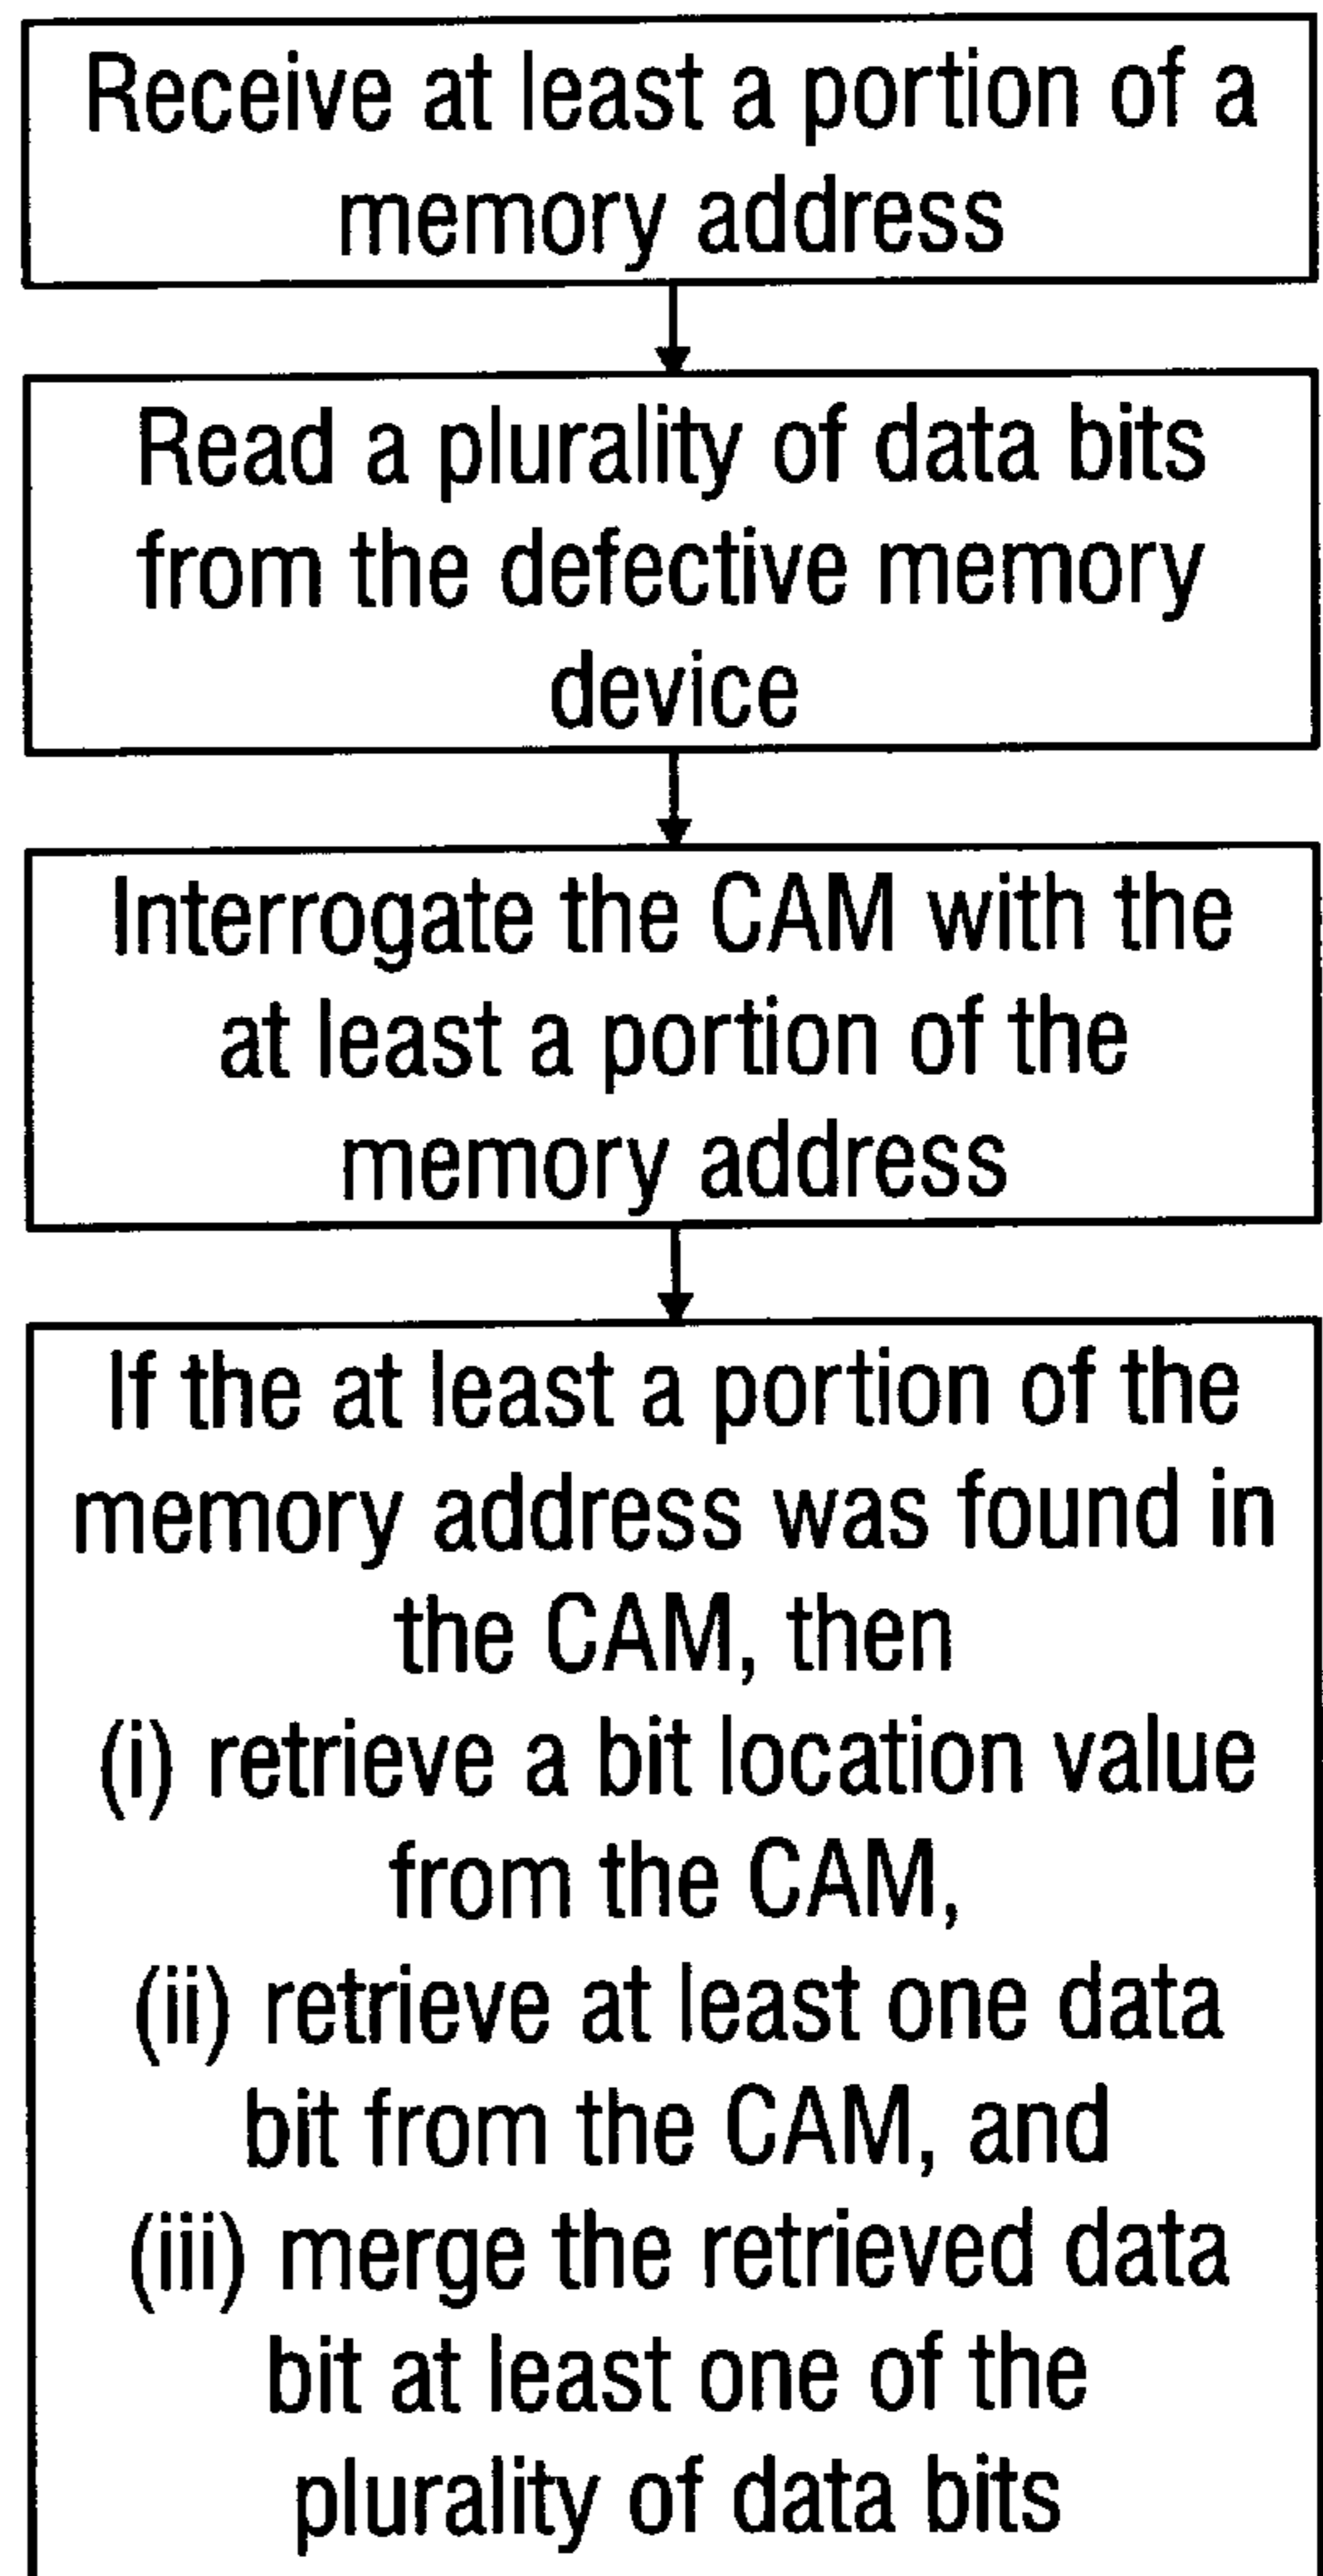 Receive at least a portion of a
memory address
Read a plurality of data bits
from the defective memory
device
Interrogate the CAM with the
at least a portion of the
memory address
If the at least a portion of the
memory address was found in
the CAM, then
(i) retrieve a bit location value
from the CAM,
(ii) retrieve at least one data
bit from the CAM, and
(iii) merge the retrieved data
bit at least one of the
plurality of data bits